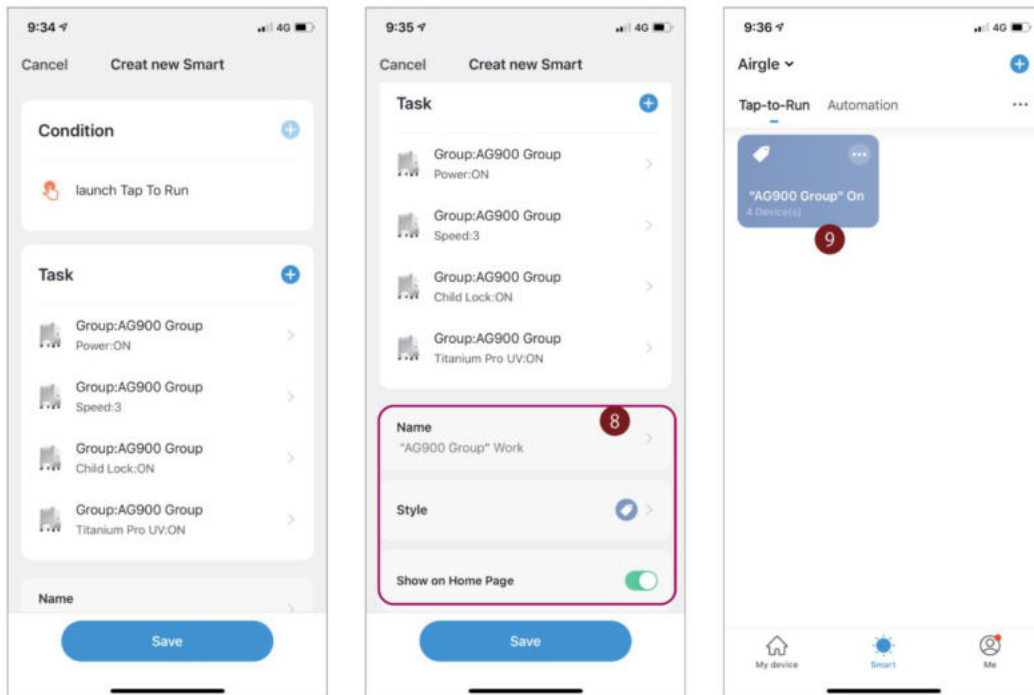 9:34
4G
Cancel
Creat new Smart
Condition
launch Tap To Run
Task
Group:AG900 Group
Power:ON
Group:AG900 Group
Speed:3
Group:AG900 Group
Child Lock:ON
Group:AG900 Group
Titanium Pro UV:ON
Name
Save
9:35
4G
Cancel
Creat new Smart
Task
Group:AG900 Group
Power:ON
Group:AG900 Group
Speed:3
Group:AG900 Group
Child Lock:ON
Group:AG900 Group
Titanium Pro UV:ON
8
Name
"AG900 Group" Work
Style
Show on Home Page
Save
9:36
4G
Airgle
Tap-to-Run
Automation
"AG900 Group" On
4 Device(s)
9
My device
Smart
Me